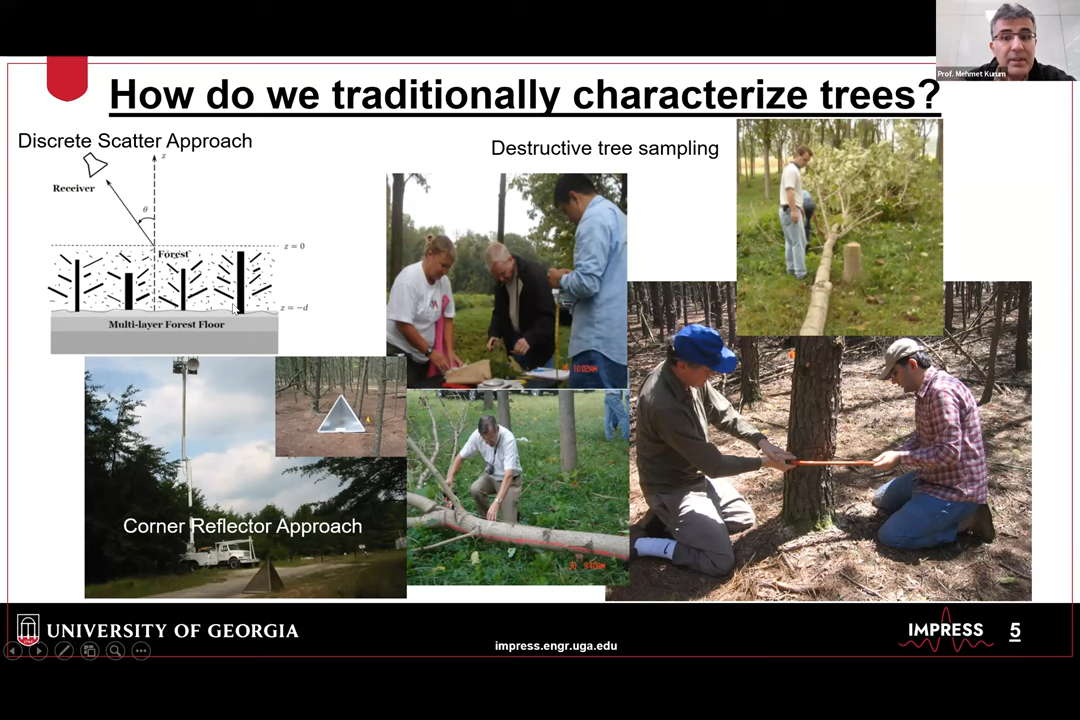 Prof. Mehmet Kurum
How do we traditionally characterize trees?
Discrete Scatter Approach
Destructive tree sampling
z
Receiver
θ
z = 0
Forest
z = −d
Multi-layer Forest Floor
Corner Reflector Approach
UNIVERSITY OF GEORGIA
impress.engr.uga.edu
IMPRESS
5